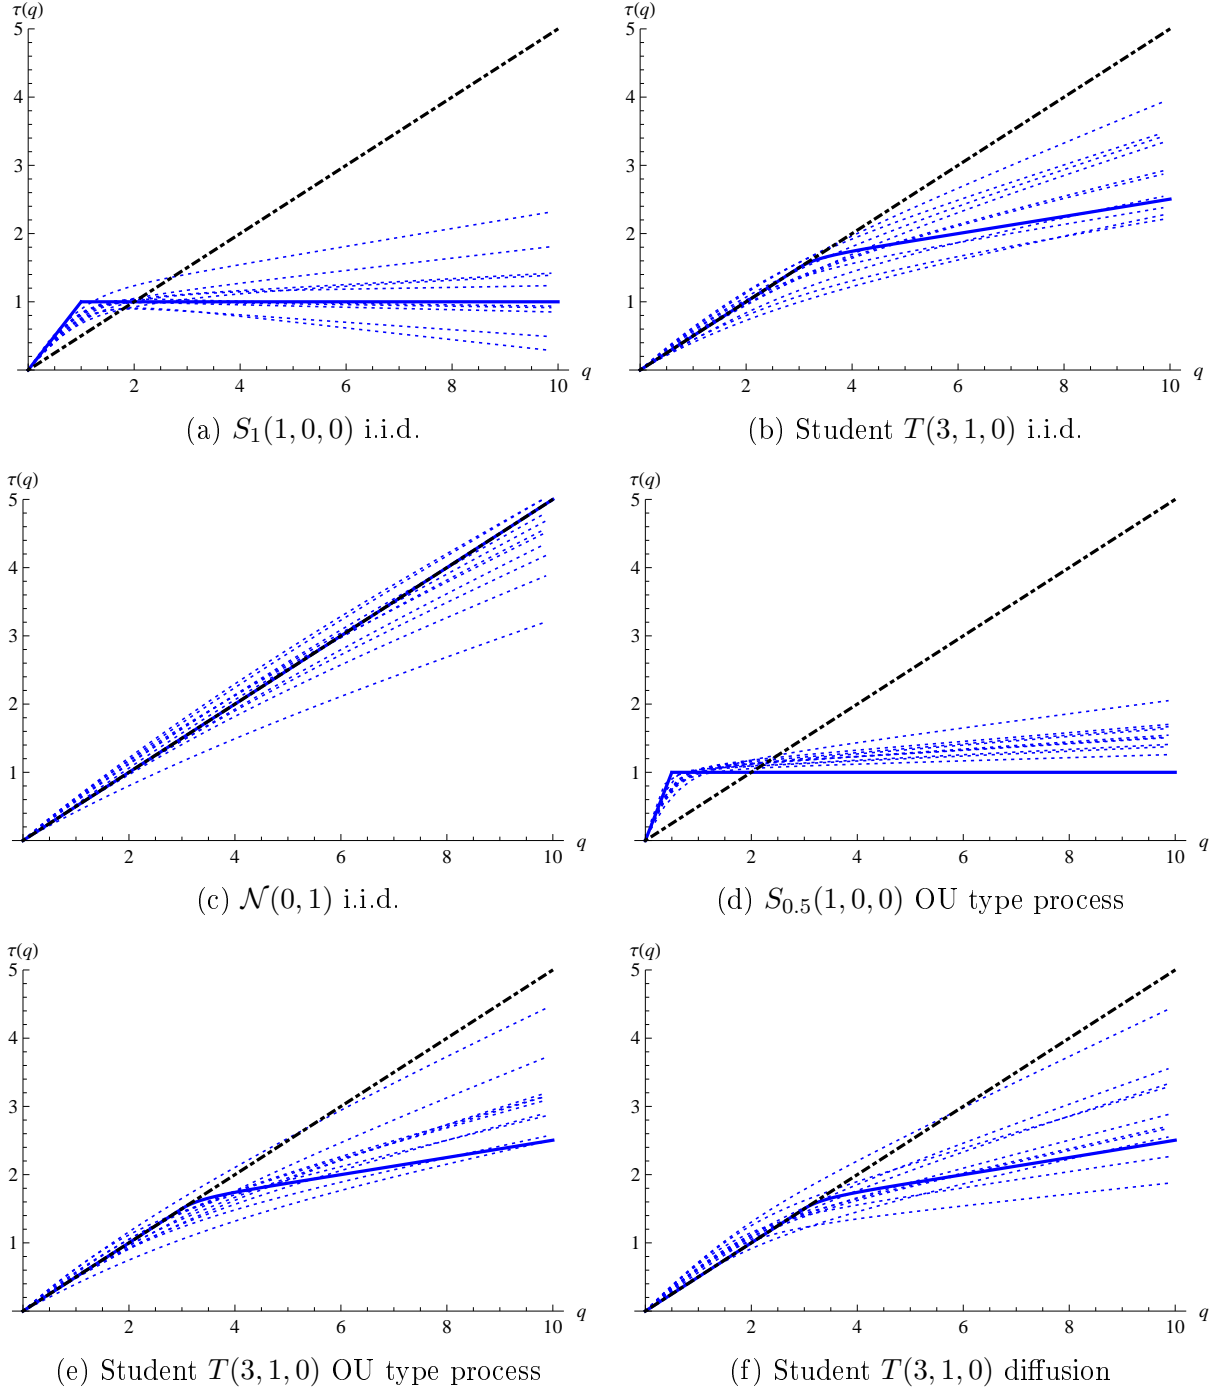 τ(q) τ(q)
5 5
4 4
3 3
2 2
1 1
2 4 6 8 10 q 2 4 6 8 10 q
(a) S₁(1, 0, 0) i.i.d. (b) Student T(3, 1, 0) i.i.d.
τ(q) τ(q)
5 5
4 4
3 3
2 2
1 1
2 4 6 8 10 q 2 4 6 8 10 q
(c) 𝒩(0, 1) i.i.d. (d) S₀.₅(1, 0, 0) OU type process
τ(q) τ(q)
5 5
4 4
3 3
2 2
1 1
2 4 6 8 10 q 2 4 6 8 10 q
(e) Student T(3, 1, 0) OU type process (f) Student T(3, 1, 0) diffusion